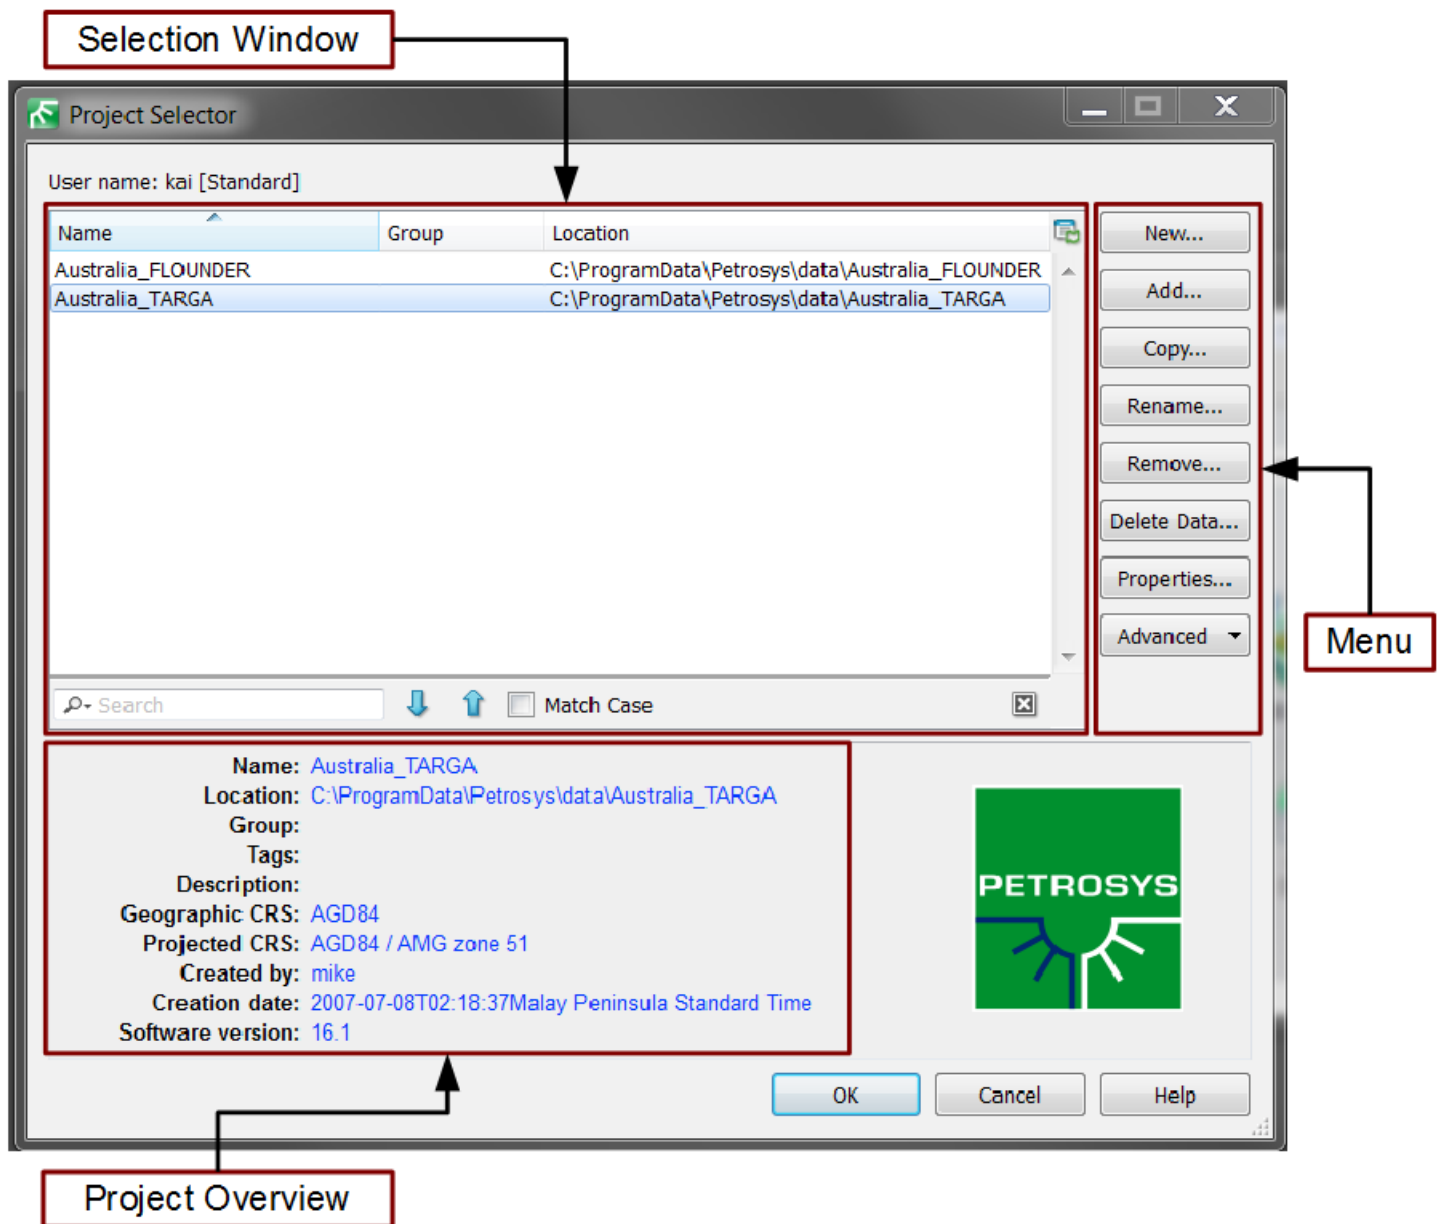 Selection Window
Project Selector
User name: kai [Standard]
Name Group Location
Australia_FLOUNDER C:\ProgramData\Petrosys\data\Australia_FLOUNDER
Australia_TARGA C:\ProgramData\Petrosys\data\Australia_TARGA
New...
Add...
Copy...
Rename...
Remove...
Delete Data...
Properties...
Advanced
Menu
Search Match Case
Name: Australia_TARGA
Location: C:\ProgramData\Petrosys\data\Australia_TARGA
Group:
Tags:
Description:
Geographic CRS: AGD84
Projected CRS: AGD84 / AMG zone 51
Created by: mike
Creation date: 2007-07-08T02:18:37Malay Peninsula Standard Time
Software version: 16.1
PETROSYS
OK Cancel Help
Project Overview